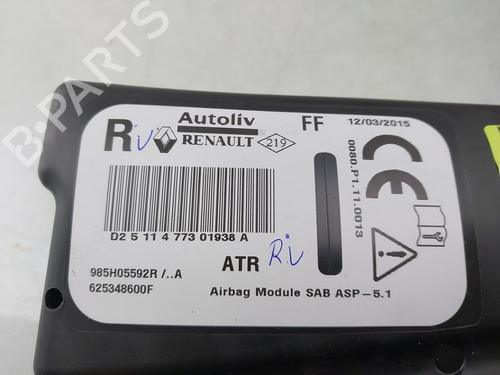 B-PARTS
R Autoliv FF 12/03/2015
RENAULT 219
0080.P1.11.0013
CE
D2 5 11 4 773 01938 A
985H05592R /..A ATR
625348600F
Airbag Module SAB ASP-5.1